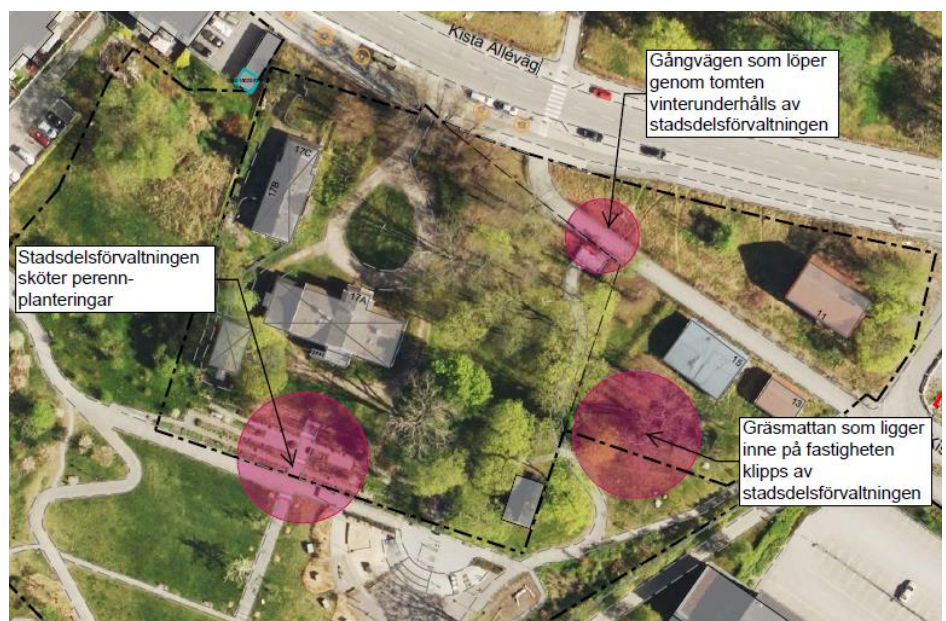 Kista Alléväg
Gångvägen som löper
genom tomten
vinterunderhålls av
stadsdelsförvaltningen
17C
17B
Stadsdelsförvaltningen
sköter perenn-
planteringar
17A
11
15
13
Gräsmattan som ligger
inne på fastigheten
klipps av
stadsdelsförvaltningen